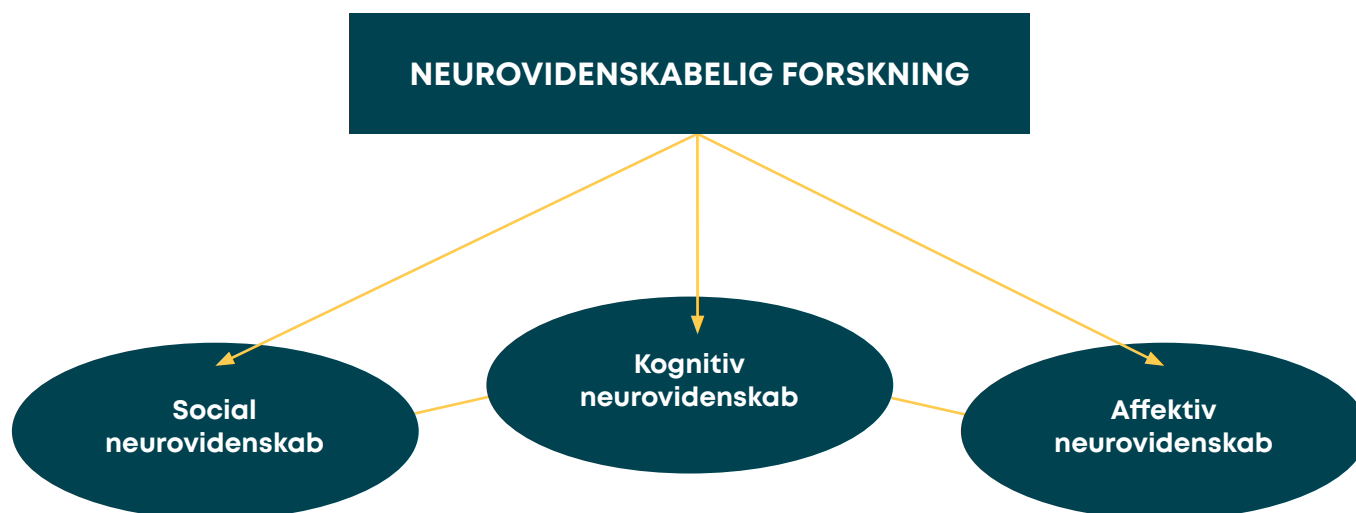 NEUROVIDENSKABELIG FORSKNING
Kognitiv
neurovidenskab
Social
neurovidenskab
Affektiv
neurovidenskab